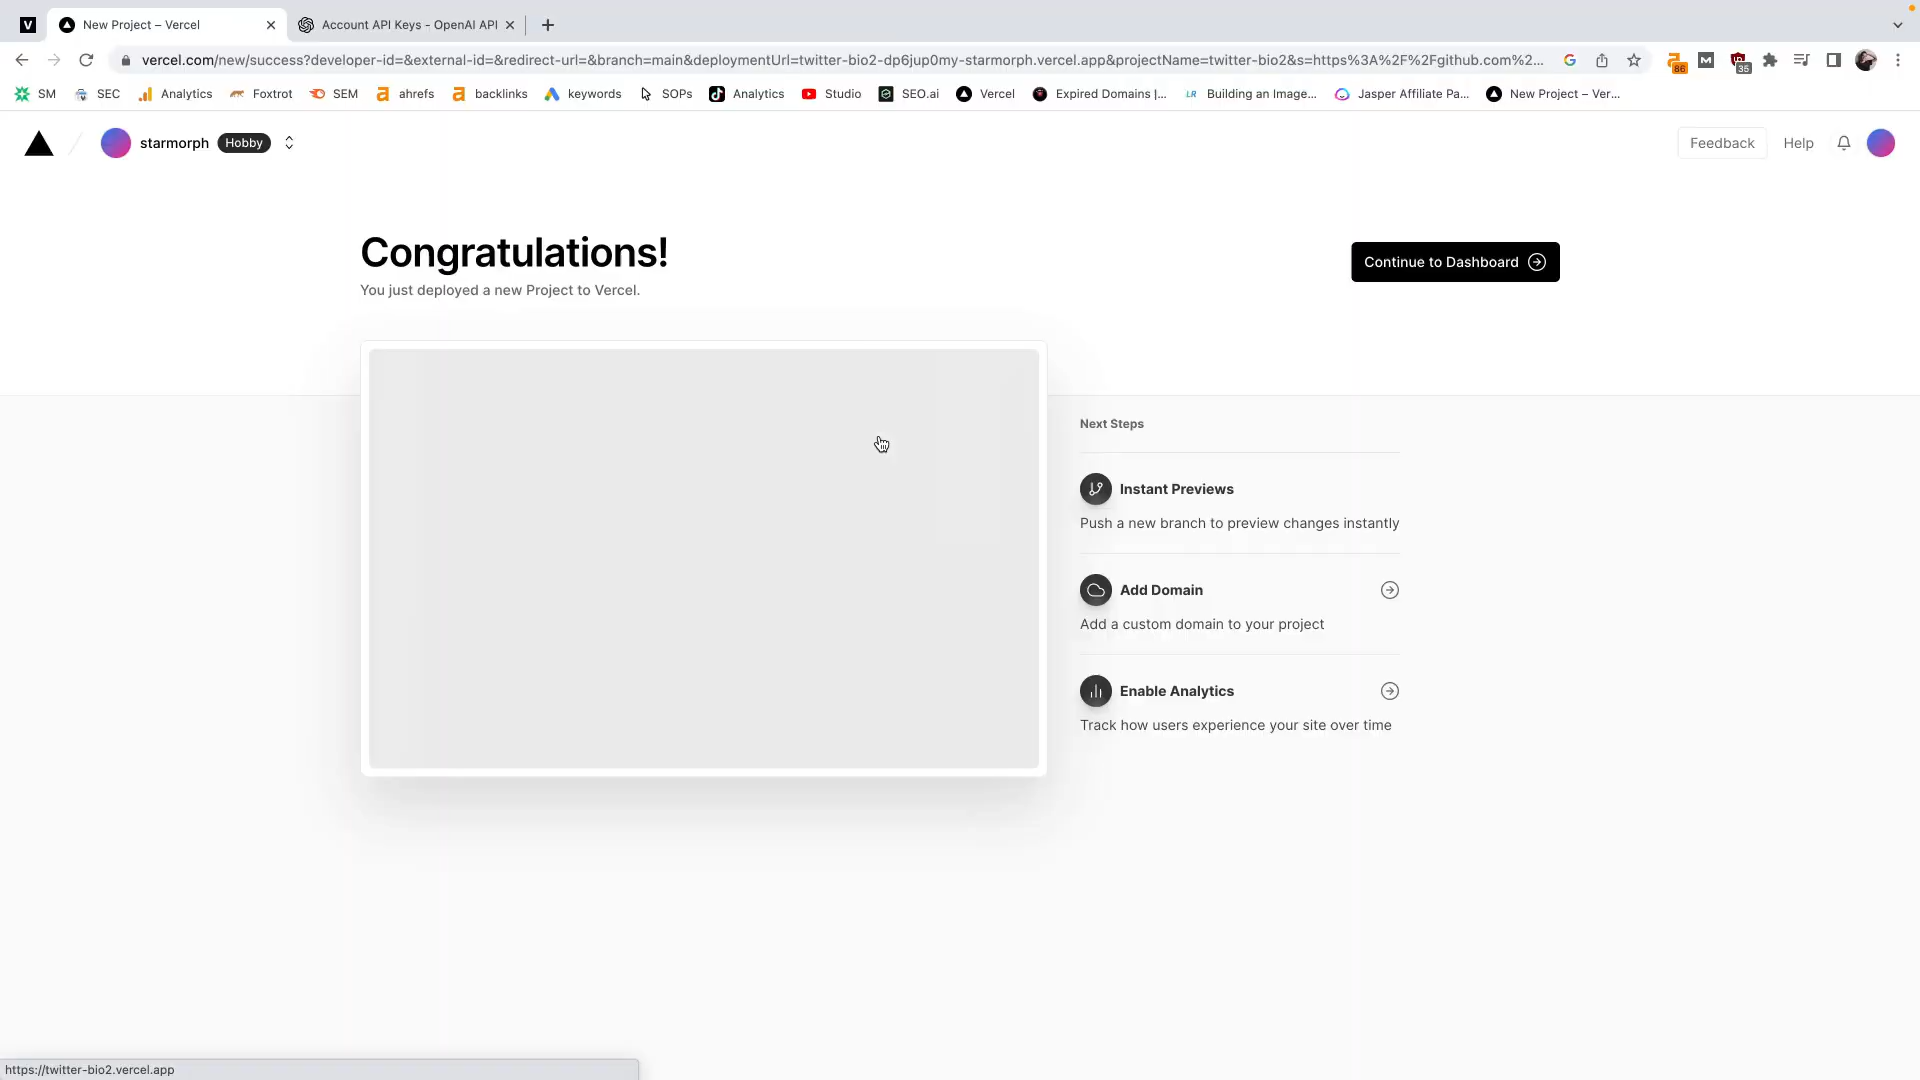 New Project – Vercel
Account API Keys - OpenAI API
vercel.com/new/success?developer-id=&external-id=&redirect-url=&branch=main&deploymentUrl=twitter-bio2-dp6jup0my-starmorph.vercel.app&projectName=twitter-bio2&s=https%3A%2F%2Fgithub.com%2...
86
35
SM
SEC
Analytics
Foxtrot
SEM
ahrefs
backlinks
keywords
SOPs
Analytics
Studio
SEO.ai
Vercel
Expired Domains |...
LR Building an Image...
Jasper Affiliate Pa...
New Project – Ver...
starmorph Hobby
Feedback
Help
Congratulations!
You just deployed a new Project to Vercel.
Continue to Dashboard
Next Steps
Instant Previews
Push a new branch to preview changes instantly
Add Domain
Add a custom domain to your project
Enable Analytics
Track how users experience your site over time
https://twitter-bio2.vercel.app